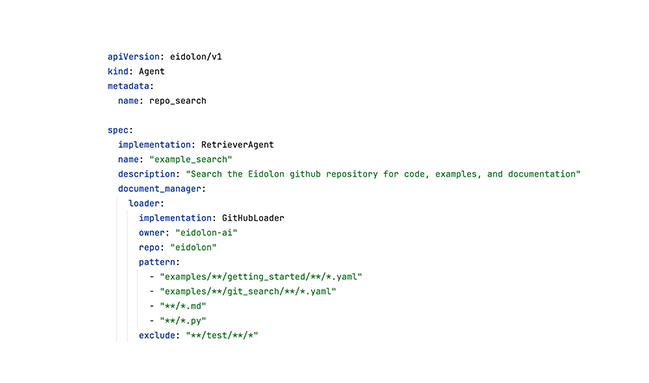 apiVersion: eidolon/v1
kind: Agent
metadata:
  name: repo_search

spec:
  implementation: RetrieverAgent
  name: "example_search"
  description: "Search the Eidolon github repository for code, examples, and documentation"
  document_manager:
    loader:
      implementation: GitHubLoader
      owner: "eidolon-ai"
      repo: "eidolon"
      pattern:
        - "examples/**/getting_started/**/*.yaml"
        - "examples/**/git_search/**/*.yaml"
        - "**/*.md"
        - "**/*.py"
      exclude: "**/test/**/*"